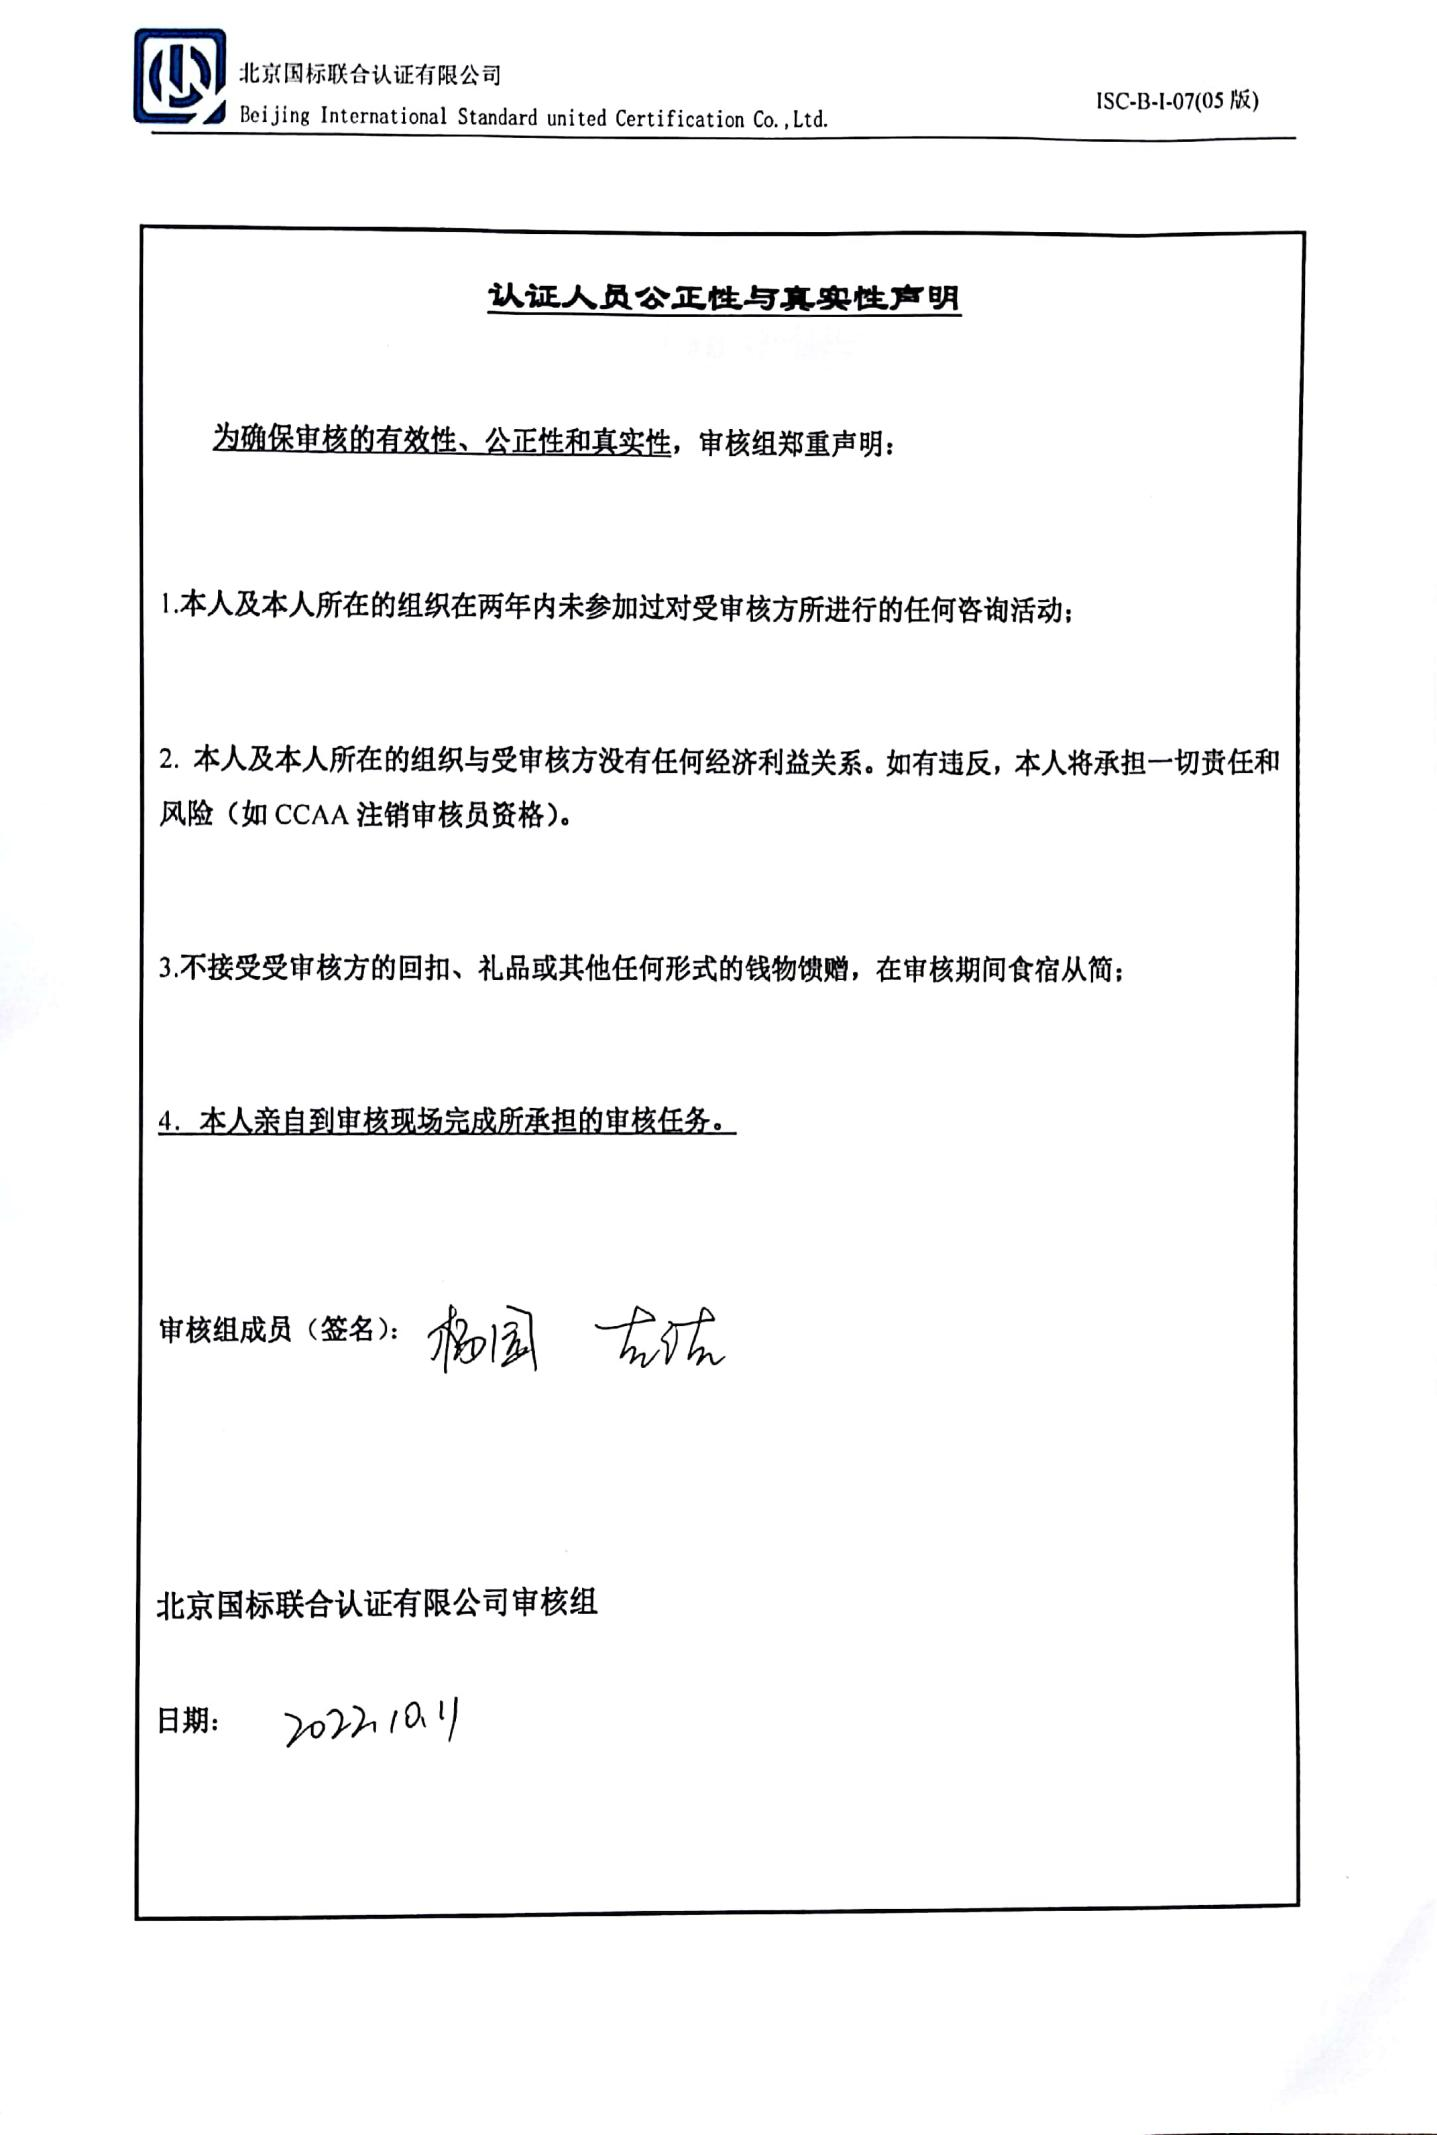 北京国标联合认证有限公司
Beijing International Standard united Certification Co.,Ltd.
ISC-B-I-07(05 版)
认证人员公正性与真实性声明
为确保审核的有效性、公正性和真实性，审核组郑重声明：
1.本人及本人所在的组织在两年内未参加过对受审核方所进行的任何咨询活动；
2. 本人及本人所在的组织与受审核方没有任何经济利益关系。如有违反，本人将承担一切责任和
风险（如 CCAA 注销审核员资格）。
3.不接受受审核方的回扣、礼品或其他任何形式的钱物馈赠，在审核期间食宿从简；
4. 本人亲自到审核现场完成所承担的审核任务。
审核组成员（签名）： 杨园
北京国标联合认证有限公司审核组
日期： 2022.10.11